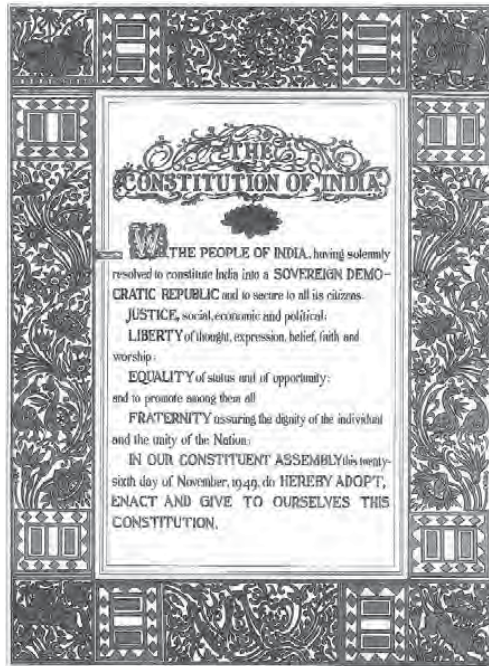 THE
CONSTITUTION OF INDIA
WE, THE PEOPLE OF INDIA, having solemnly
resolved to constitute India into a SOVEREIGN DEMO-
CRATIC REPUBLIC and to secure to all its citizens:
JUSTICE, social, economic and political;
LIBERTY of thought, expression, belief, faith and
worship;
EQUALITY of status and of opportunity;
and to promote among them all
FRATERNITY assuring the dignity of the individual
and the unity of the Nation;
IN OUR CONSTITUENT ASSEMBLY this twenty-
sixth day of November, 1949, do HEREBY ADOPT,
ENACT AND GIVE TO OURSELVES THIS
CONSTITUTION.